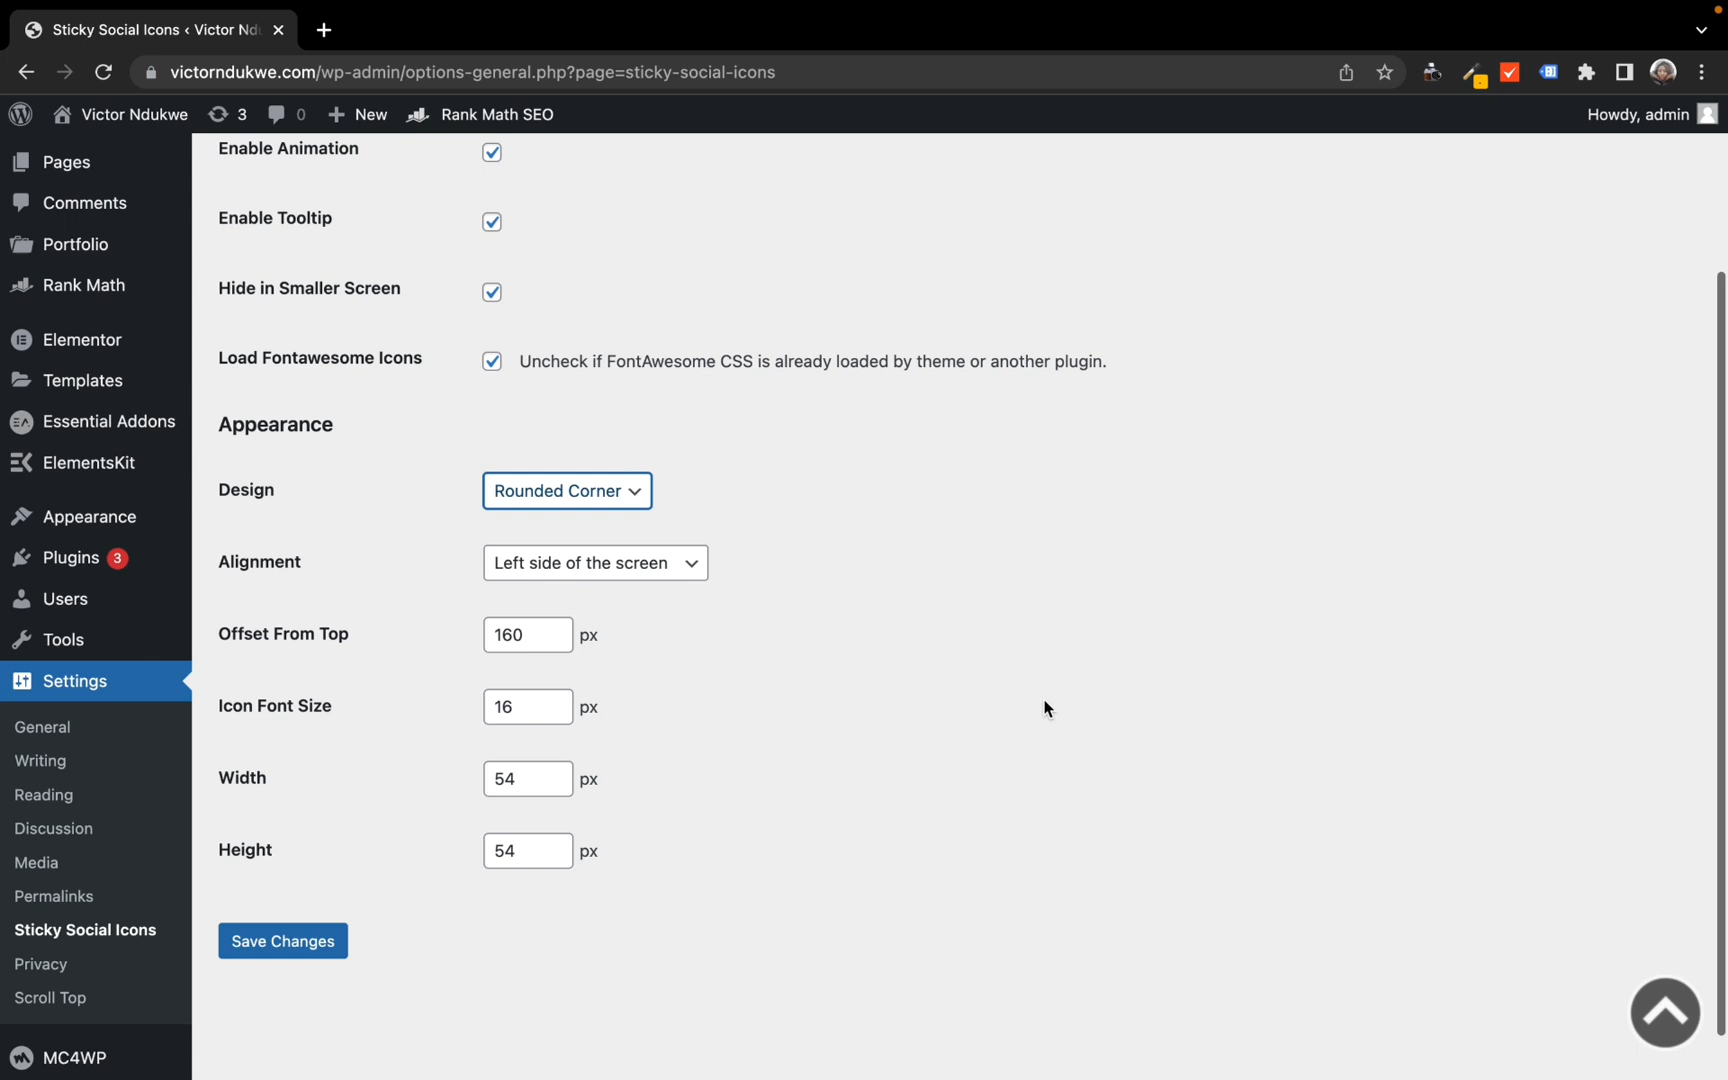 Sticky Social Icons ‹ Victor Nd
victorndukwe.com/wp-admin/options-general.php?page=sticky-social-icons
Victor Ndukwe
3
0
New
Rank Math SEO
Howdy, admin
Pages
Comments
Portfolio
Rank Math
Elementor
Templates
Essential Addons
ElementsKit
Appearance
Plugins 3
Users
Tools
Settings
General
Writing
Reading
Discussion
Media
Permalinks
Sticky Social Icons
Privacy
Scroll Top
MC4WP
Enable Animation
Enable Tooltip
Hide in Smaller Screen
Load Fontawesome Icons
Uncheck if FontAwesome CSS is already loaded by theme or another plugin.
Appearance
Design
Rounded Corner
Alignment
Left side of the screen
Offset From Top
160 px
Icon Font Size
16 px
Width
54 px
Height
54 px
Save Changes